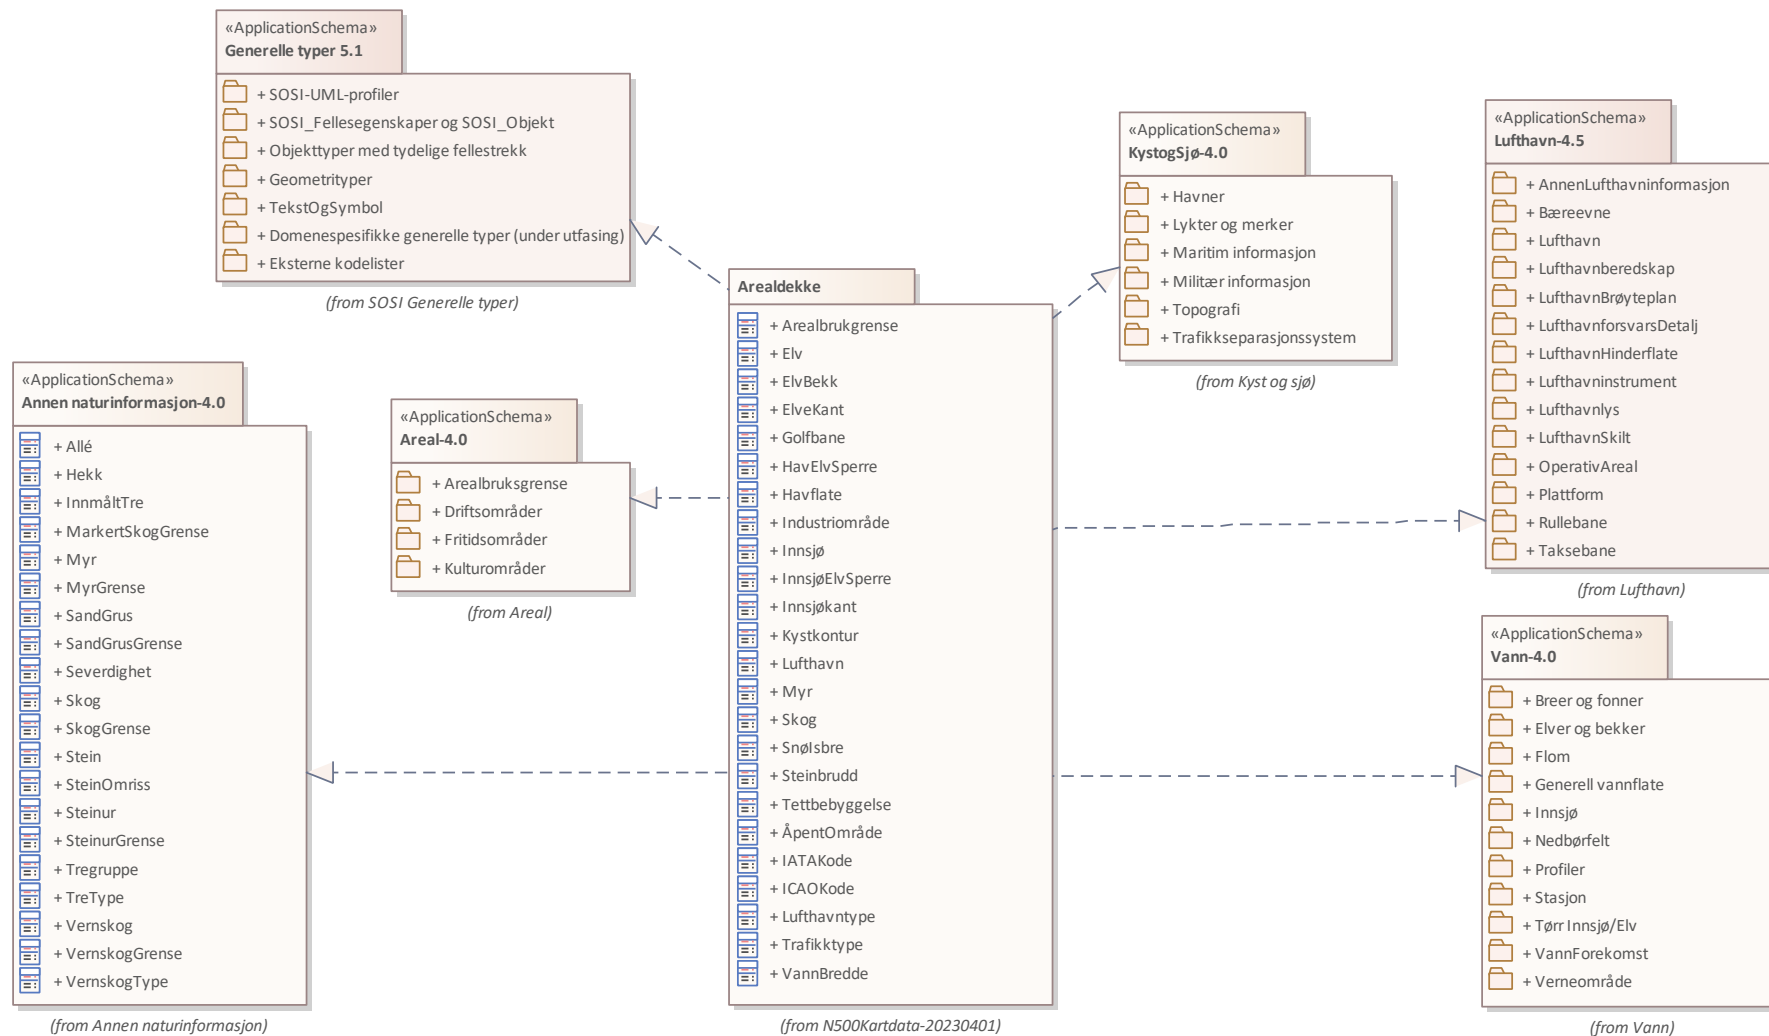 «ApplicationSchema»
Generelle typer 5.1
+ SOSI-UML-profiler
+ SOSI_Fellesegenskaper og SOSI_Objekt
+ Objekttyper med tydelige fellestrekk
+ Geometrityper
+ TekstOgSymbol
+ Domenespesifikke generelle typer (under utfasing)
+ Eksterne kodelister
(from SOSI Generelle typer)
«ApplicationSchema»
Annen naturinformasjon-4.0
+ Allé
+ Hekk
+ InnmåltTre
+ MarkertSkogGrense
+ Myr
+ MyrGrense
+ SandGrus
+ SandGrusGrense
+ Severdighet
+ Skog
+ SkogGrense
+ Stein
+ SteinOmriss
+ Steinur
+ SteinurGrense
+ Tregruppe
+ TreType
+ Vernskog
+ VernskogGrense
+ VernskogType
(from Annen naturinformasjon)
«ApplicationSchema»
Areal-4.0
+ Arealbruksgrense
+ Driftsområder
+ Fritidsområder
+ Kulturområder
(from Areal)
Arealdekke
+ Arealbrukgrense
+ Elv
+ ElvBekk
+ ElveKant
+ Golfbane
+ HavElvSperre
+ Havflate
+ Industriområde
+ Innsjø
+ InnsjøElvSperre
+ Innsjøkant
+ Kystkontur
+ Lufthavn
+ Myr
+ Skog
+ SnøIsbre
+ Steinbrudd
+ Tettbebyggelse
+ ÅpentOmråde
+ IATAKode
+ ICAOKode
+ Lufthavntype
+ Trafikktype
+ VannBredde
(from N500Kartdata-20230401)
«ApplicationSchema»
KystogSjø-4.0
+ Havner
+ Lykter og merker
+ Maritim informasjon
+ Militær informasjon
+ Topografi
+ Trafikkseparasjonssystem
(from Kyst og sjø)
«ApplicationSchema»
Lufthavn-4.5
+ AnnenLufthavninformasjon
+ Bæreevne
+ Lufthavn
+ Lufthavnberedskap
+ LufthavnBrøyteplan
+ LufthavnforsvarsDetalj
+ LufthavnHinderflate
+ Lufthavninstrument
+ Lufthavnlys
+ LufthavnSkilt
+ OperativAreal
+ Plattform
+ Rullebane
+ Taksebane
(from Lufthavn)
«ApplicationSchema»
Vann-4.0
+ Breer og fonner
+ Elver og bekker
+ Flom
+ Generell vannflate
+ Innsjø
+ Nedbørfelt
+ Profiler
+ Stasjon
+ Tørr Innsjø/Elv
+ VannForekomst
+ Verneområde
(from Vann)